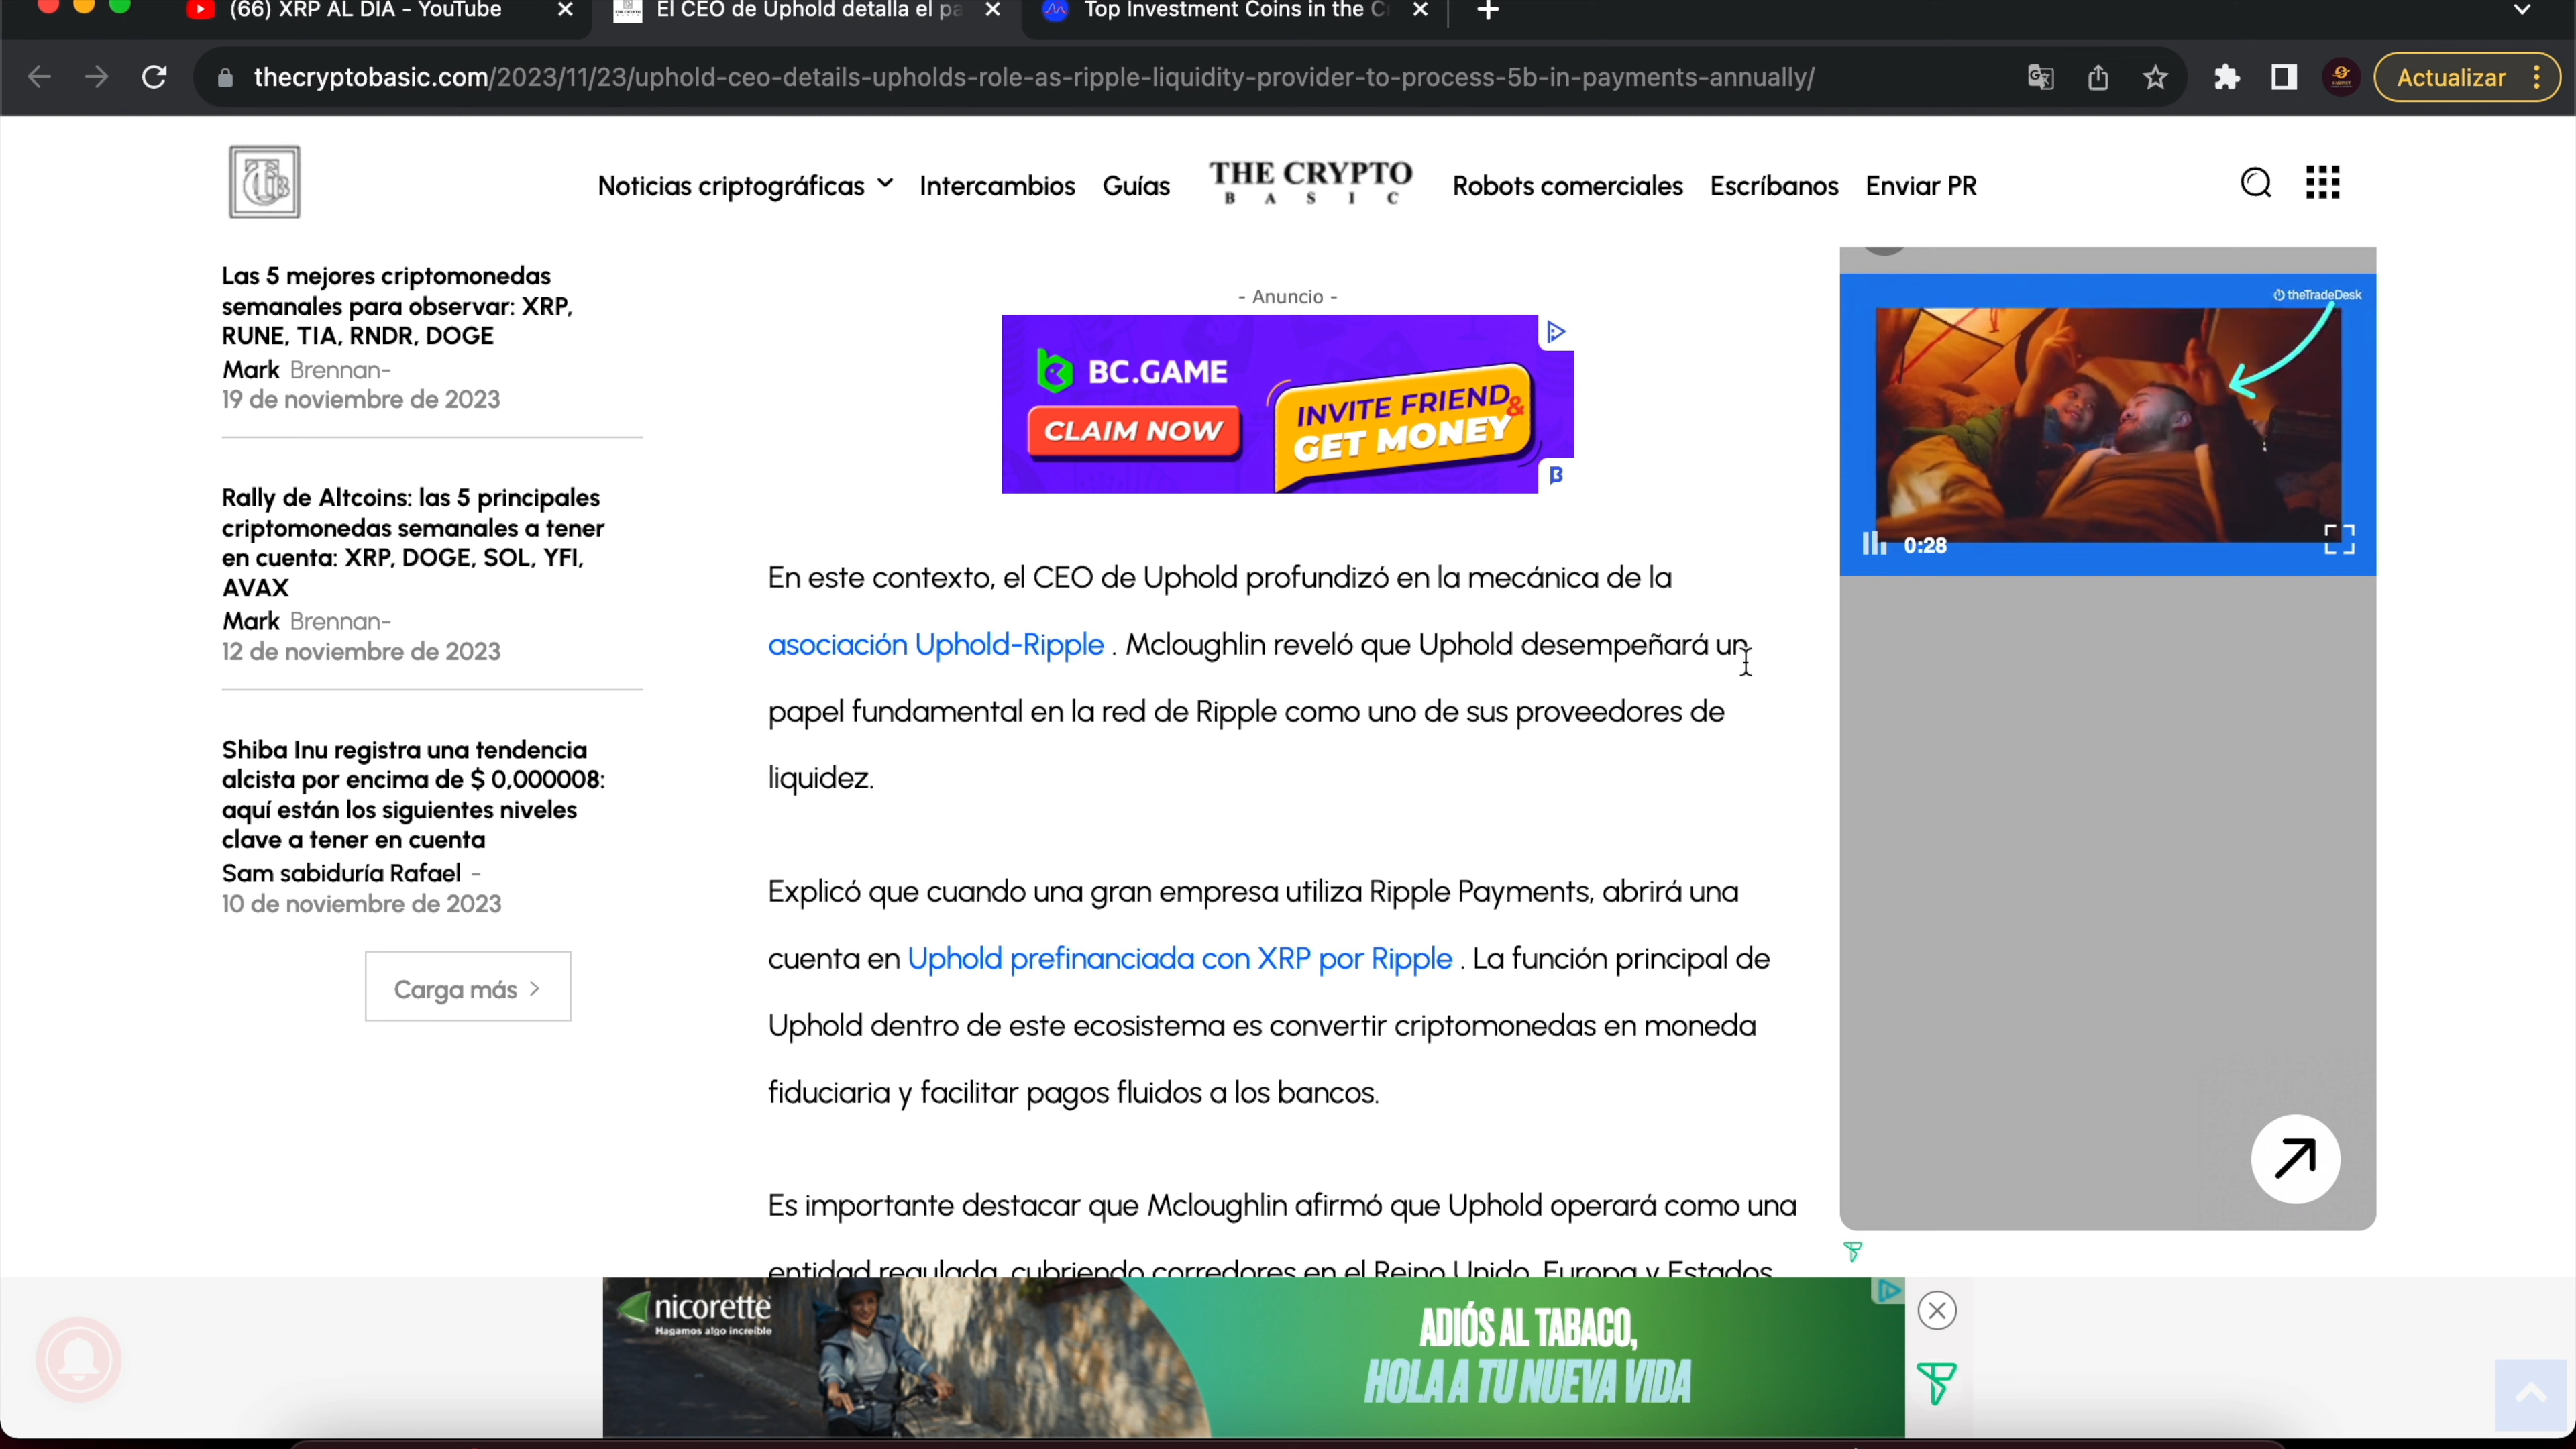 (66) XRP AL DIA - YouTube
El CEO de Uphold detalla el pa
Top Investment Coins in the C
thecryptobasic.com/2023/11/23/uphold-ceo-details-upholds-role-as-ripple-liquidity-provider-to-process-5b-in-payments-annually/
Actualizar
Noticias criptográficas
Intercambios
Guías
THE CRYPTO
BASIC
Robots comerciales
Escríbanos
Enviar PR
Las 5 mejores criptomonedas
semanales para observar: XRP,
RUNE, TIA, RNDR, DOGE
Mark Brennan-
19 de noviembre de 2023
Rally de Altcoins: las 5 principales
criptomonedas semanales a tener
en cuenta: XRP, DOGE, SOL, YFI,
AVAX
Mark Brennan-
12 de noviembre de 2023
Shiba Inu registra una tendencia
alcista por encima de $ 0,000008:
aquí están los siguientes niveles
clave a tener en cuenta
Sam sabiduría Rafael -
10 de noviembre de 2023
Carga más >
- Anuncio -
BC.GAME
CLAIM NOW
INVITE FRIEND &
GET MONEY
En este contexto, el CEO de Uphold profundizó en la mecánica de la
asociación Uphold-Ripple . Mcloughlin reveló que Uphold desempeñará un
papel fundamental en la red de Ripple como uno de sus proveedores de
liquidez.
Explicó que cuando una gran empresa utiliza Ripple Payments, abrirá una
cuenta en Uphold prefinanciada con XRP por Ripple . La función principal de
Uphold dentro de este ecosistema es convertir criptomonedas en moneda
fiduciaria y facilitar pagos fluidos a los bancos.
Es importante destacar que Mcloughlin afirmó que Uphold operará como una
entidad regulada, cubriendo corredores en el Reino Unido, Europa y Estados
theTradeDesk
0:28
nicorette
Hagamos algo increíble
ADIÓS AL TABACO,
HOLA A TU NUEVA VIDA